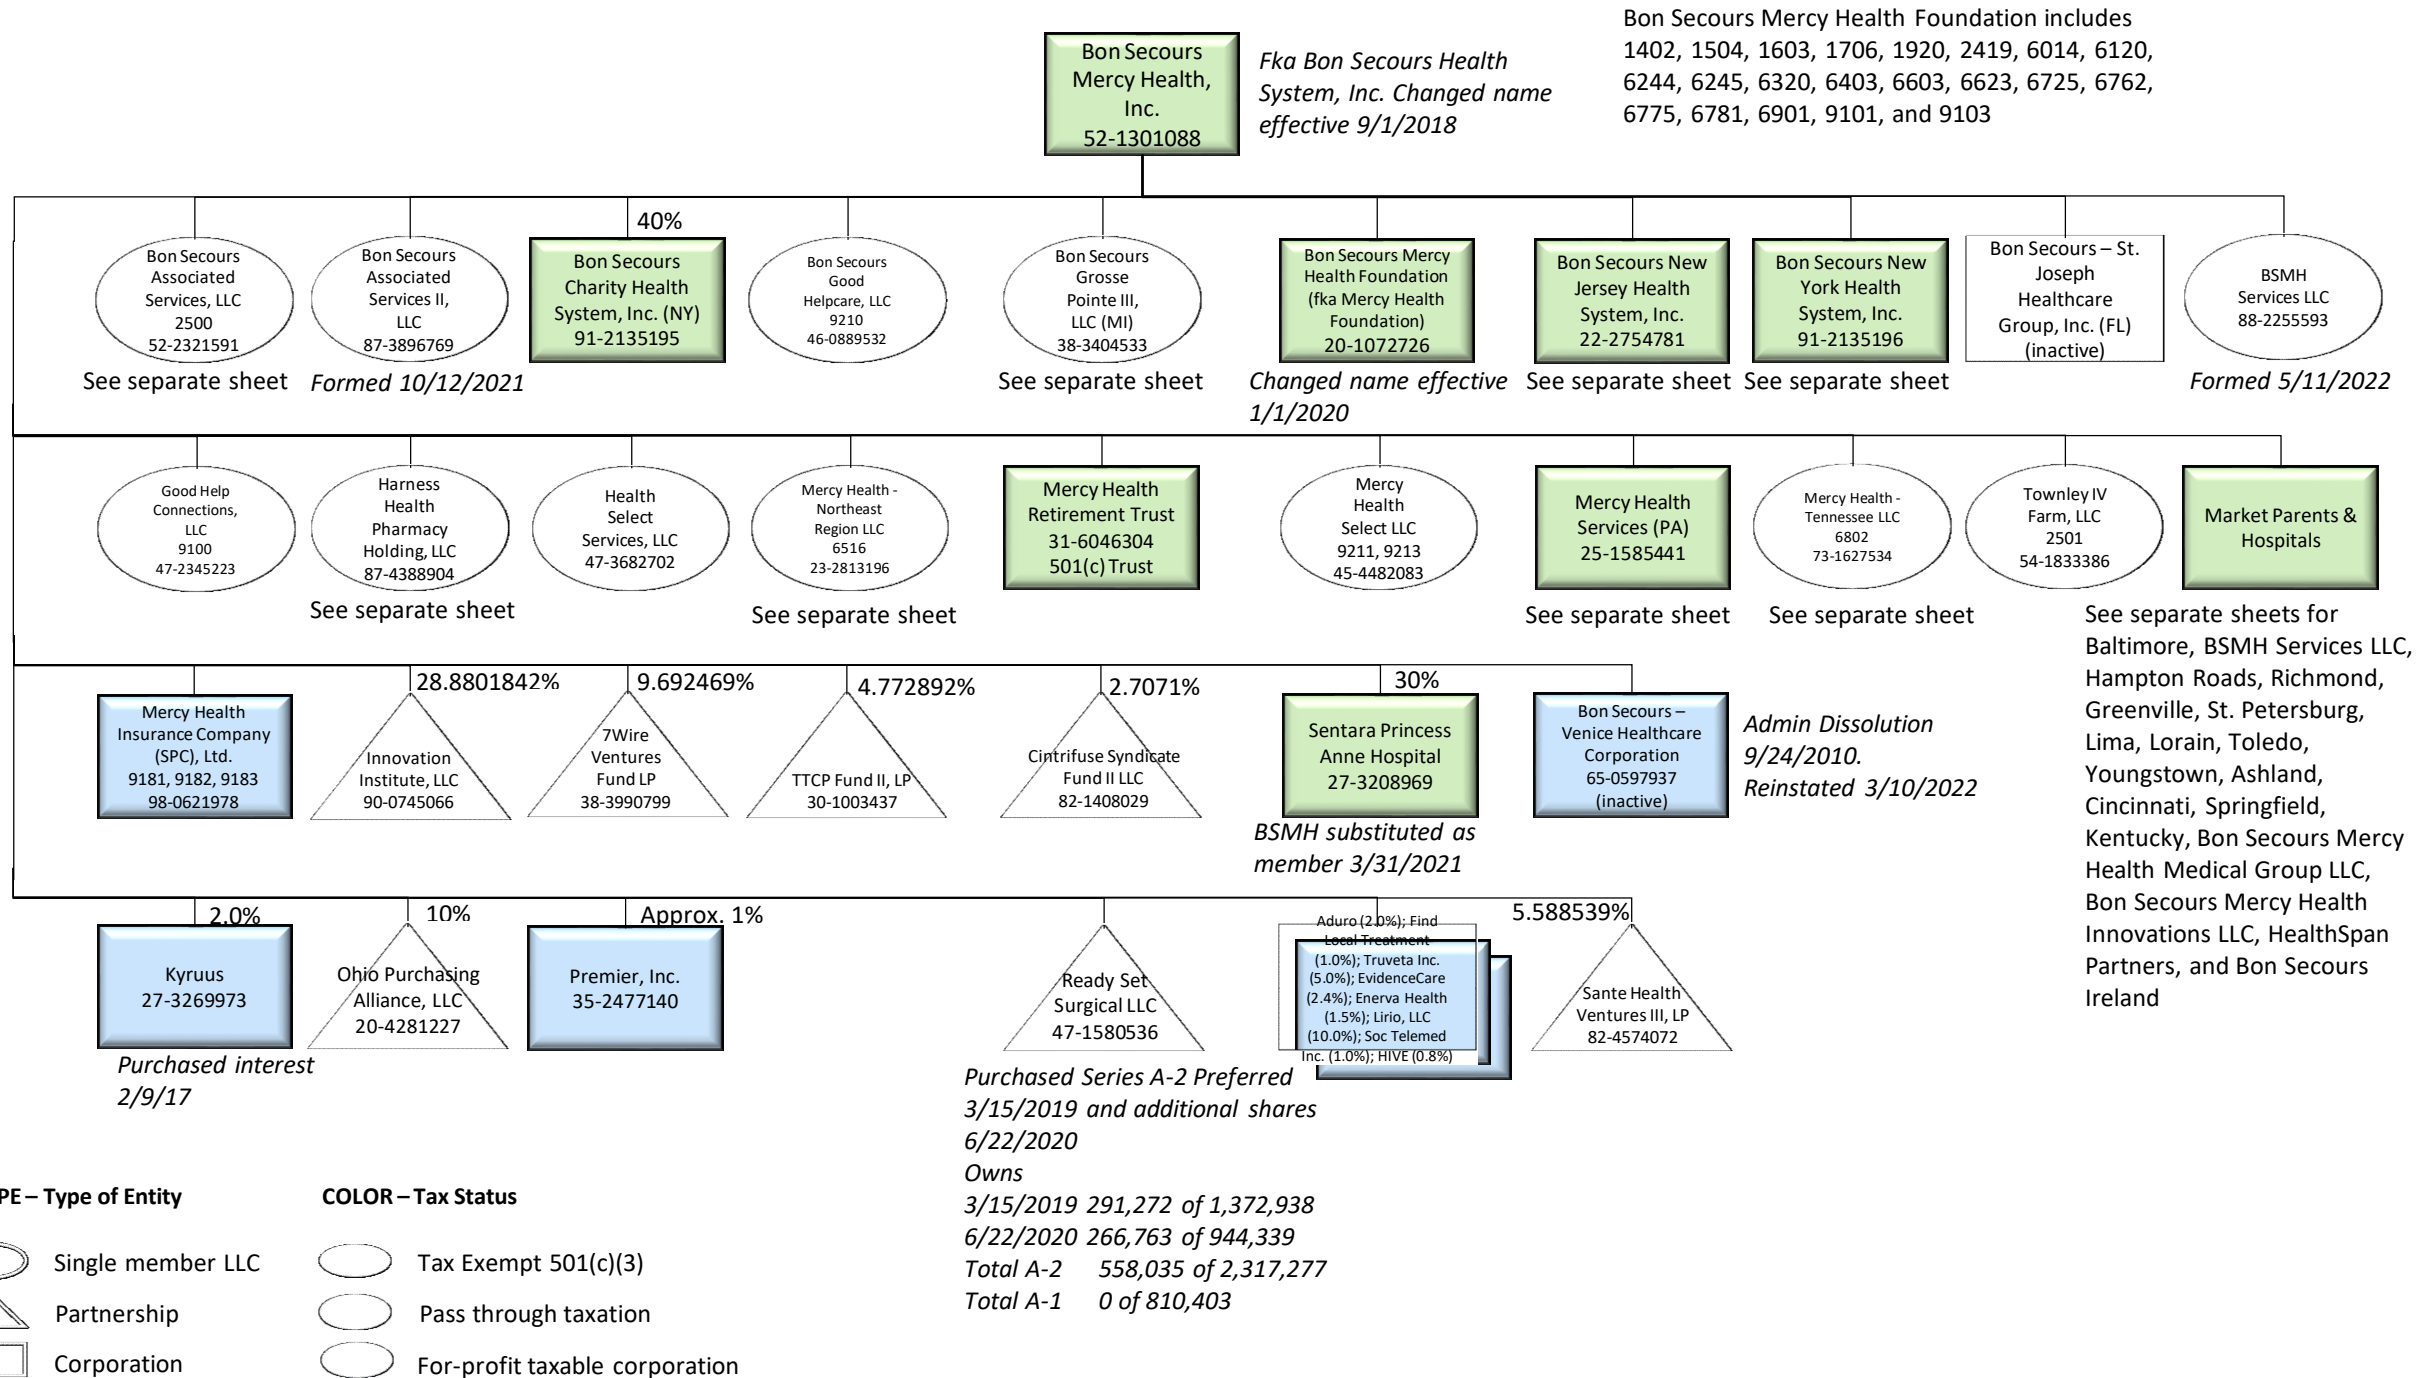 Bon Secours
Mercy Health,
Inc.
52-1301088
Fka Bon Secours Health
System, Inc. Changed name
effective 9/1/2018
Bon Secours Mercy Health Foundation includes
1402, 1504, 1603, 1706, 1920, 2419, 6014, 6120,
6244, 6245, 6320, 6403, 6603, 6623, 6725, 6762,
6775, 6781, 6901, 9101, and 9103
Bon Secours
Associated
Services, LLC
2500
52-2321591
See separate sheet
Bon Secours
Associated
Services II,
LLC
87-3896769
Formed 10/12/2021
40%
Bon Secours
Charity Health
System, Inc. (NY)
91-2135195
Bon Secours
Good
Helpcare, LLC
9210
46-0889532
Bon Secours
Grosse
Pointe III,
LLC (MI)
38-3404533
See separate sheet
Bon Secours Mercy
Health Foundation
(fka Mercy Health
Foundation)
20-1072726
Changed name effective
1/1/2020
Bon Secours New
Jersey Health
System, Inc.
22-2754781
See separate sheet
Bon Secours New
York Health
System, Inc.
91-2135196
See separate sheet
Bon Secours – St.
Joseph
Healthcare
Group, Inc. (FL)
(inactive)
BSMH
Services LLC
88-2255593
Formed 5/11/2022
Good Help
Connections,
LLC
9100
47-2345223
Harness
Health
Pharmacy
Holding, LLC
87-4388904
See separate sheet
Health
Select
Services, LLC
47-3682702
Mercy Health -
Northeast
Region LLC
6516
23-2813196
See separate sheet
Mercy Health
Retirement Trust
31-6046304
501(c) Trust
Mercy
Health
Select LLC
9211, 9213
45-4482083
Mercy Health
Services (PA)
25-1585441
See separate sheet
Mercy Health -
Tennessee LLC
6802
73-1627534
See separate sheet
Townley IV
Farm, LLC
2501
54-1833386
Market Parents &
Hospitals
See separate sheets for
Baltimore, BSMH Services LLC,
Hampton Roads, Richmond,
Greenville, St. Petersburg,
Lima, Lorain, Toledo,
Youngstown, Ashland,
Cincinnati, Springfield,
Kentucky, Bon Secours Mercy
Health Medical Group LLC,
Bon Secours Mercy Health
Innovations LLC, HealthSpan
Partners, and Bon Secours
Ireland
Mercy Health
Insurance Company
(SPC), Ltd.
9181, 9182, 9183
98-0621978
28.8801842%
Innovation
Institute, LLC
90-0745066
9.692469%
7Wire
Ventures
Fund LP
38-3990799
4.772892%
TTCP Fund II, LP
30-1003437
2.7071%
Cintrifuse Syndicate
Fund II LLC
82-1408029
30%
Sentara Princess
Anne Hospital
27-3208969
BSMH substituted as
member 3/31/2021
Bon Secours –
Venice Healthcare
Corporation
65-0597937
(inactive)
Admin Dissolution
9/24/2010.
Reinstated 3/10/2022
2.0%
Kyruus
27-3269973
Purchased interest
2/9/17
10%
Ohio Purchasing
Alliance, LLC
20-4281227
Approx. 1%
Premier, Inc.
35-2477140
Ready Set
Surgical LLC
47-1580536
Purchased Series A-2 Preferred
3/15/2019 and additional shares
6/22/2020
Owns
3/15/2019 291,272 of 1,372,938
6/22/2020 266,763 of 944,339
Total A-2 558,035 of 2,317,277
Total A-1 0 of 810,403
Aduro (2.0%); Find
Local Treatment
(1.0%); Truveta Inc.
(5.0%); EvidenceCare
(2.4%); Enerva Health
(1.5%); Lirio, LLC
(10.0%); Soc Telemed
Inc. (1.0%); HIVE (0.8%)
5.588539%
Sante Health
Ventures III, LP
82-4574072
PE – Type of Entity
Single member LLC
Partnership
Corporation
COLOR – Tax Status
Tax Exempt 501(c)(3)
Pass through taxation
For-profit taxable corporation